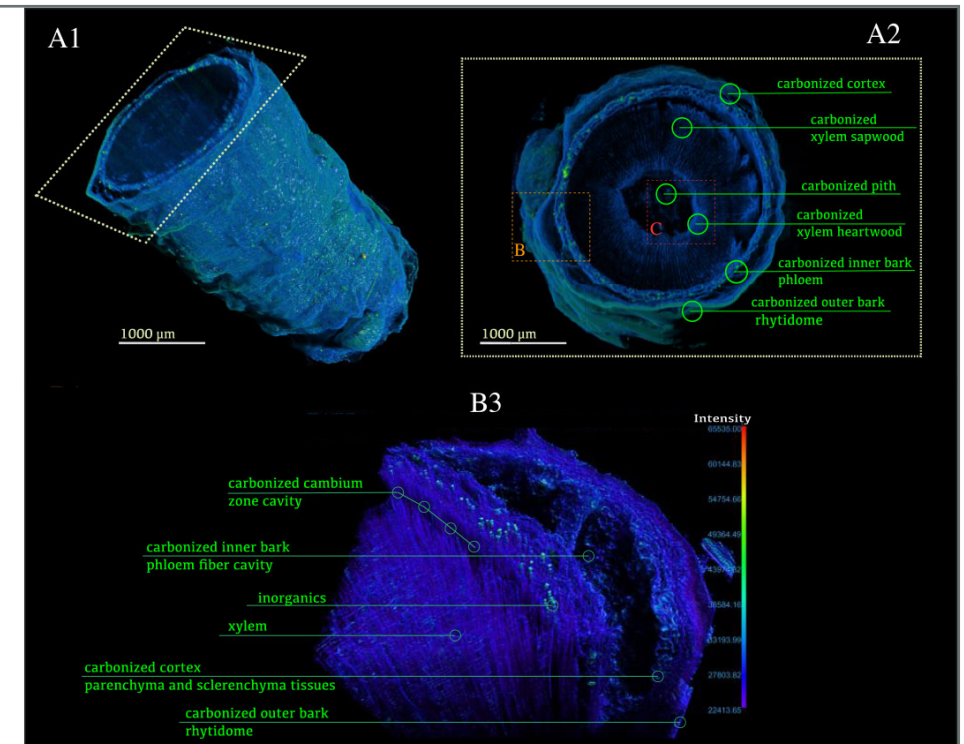 A1
A2
carbonized cortex
carbonized
xylem sapwood
carbonized pith
carbonized
xylem heartwood
carbonized inner bark
phloem
carbonized outer bark
rhytidome
B
C
1000 µm
1000 µm
B3
Intensity
65535.00
60144.83
54754.66
49364.49
38584.16
33193.99
27803.82
22413.65
carbonized cambium
zone cavity
carbonized inner bark
phloem fiber cavity
inorganics
xylem
carbonized cortex
parenchyma and sclerenchyma tissues
carbonized outer bark
rhytidome